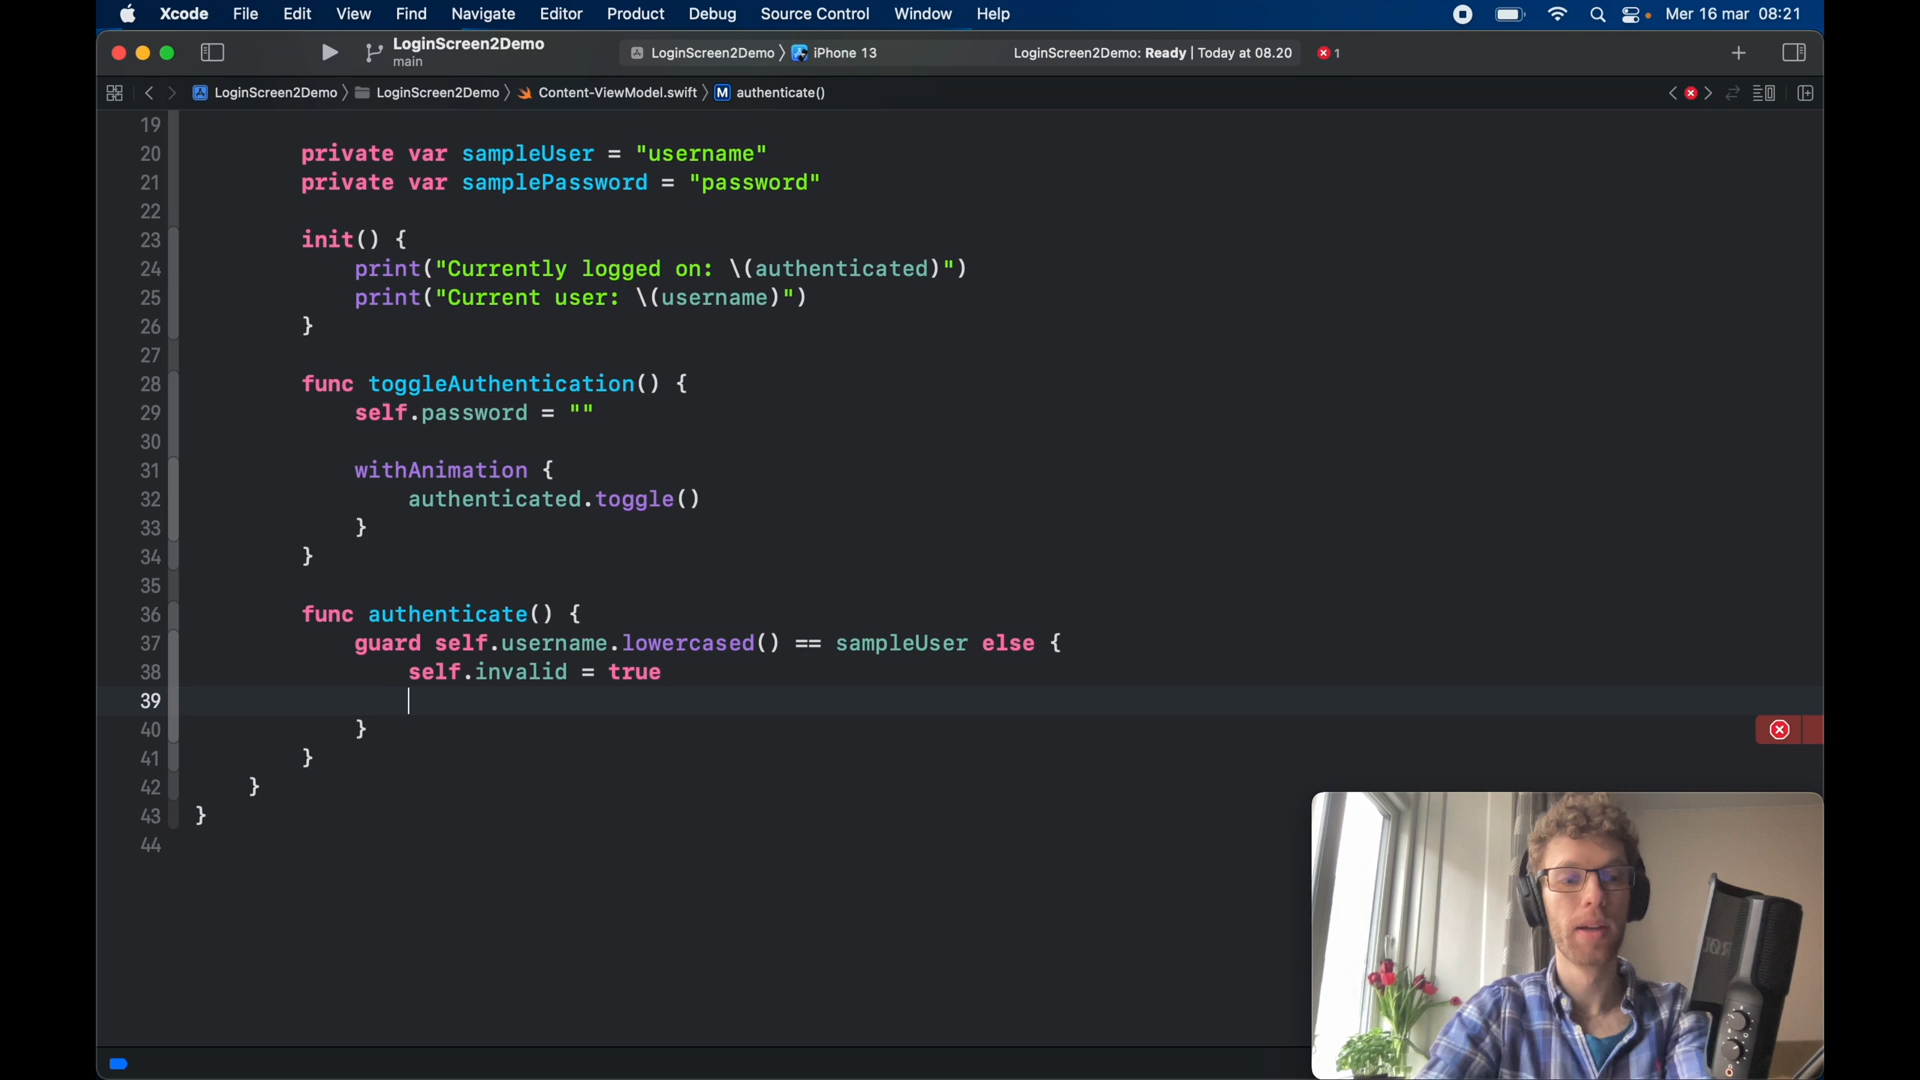 Xcode File Edit View Find Navigate Editor Product Debug Source Control Window Help Mer 16 mar 08:21
LoginScreen2Demo
main
LoginScreen2Demo 〉 iPhone 13 LoginScreen2Demo: Ready | Today at 08.20 1
LoginScreen2Demo 〉 LoginScreen2Demo 〉 Content-ViewModel.swift 〉 M authenticate()
19
20 private var sampleUser = "username"
21 private var samplePassword = "password"
22
23 init() {
24 print("Currently logged on: \(authenticated)")
25 print("Current user: \(username)")
26 }
27
28 func toggleAuthentication() {
29 self.password = ""
30
31 withAnimation {
32 authenticated.toggle()
33 }
34 }
35
36 func authenticate() {
37 guard self.username.lowercased() == sampleUser else {
38 self.invalid = true
39
40 }
41 }
42 }
43 }
44
RØDE